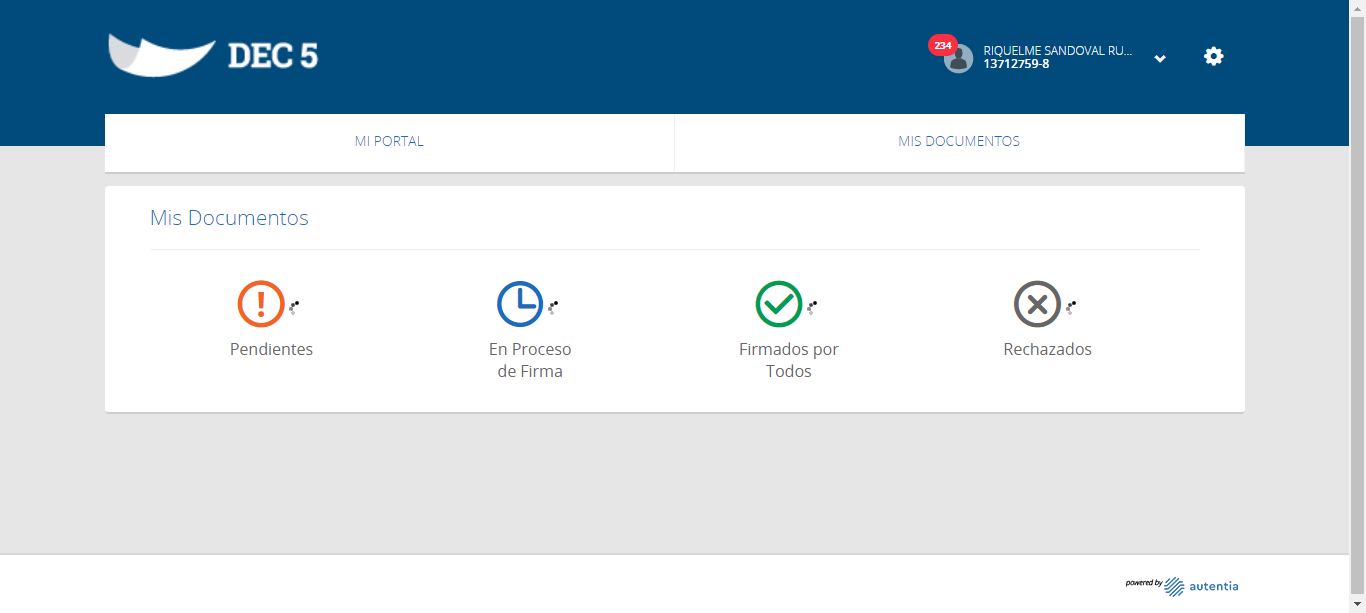 DEC 5
234
RIQUELME SANDOVAL RU...
13712759-8
MI PORTAL
MIS DOCUMENTOS
Mis Documentos
Pendientes
En Proceso
de Firma
Firmados por
Todos
Rechazados
powered by autentia